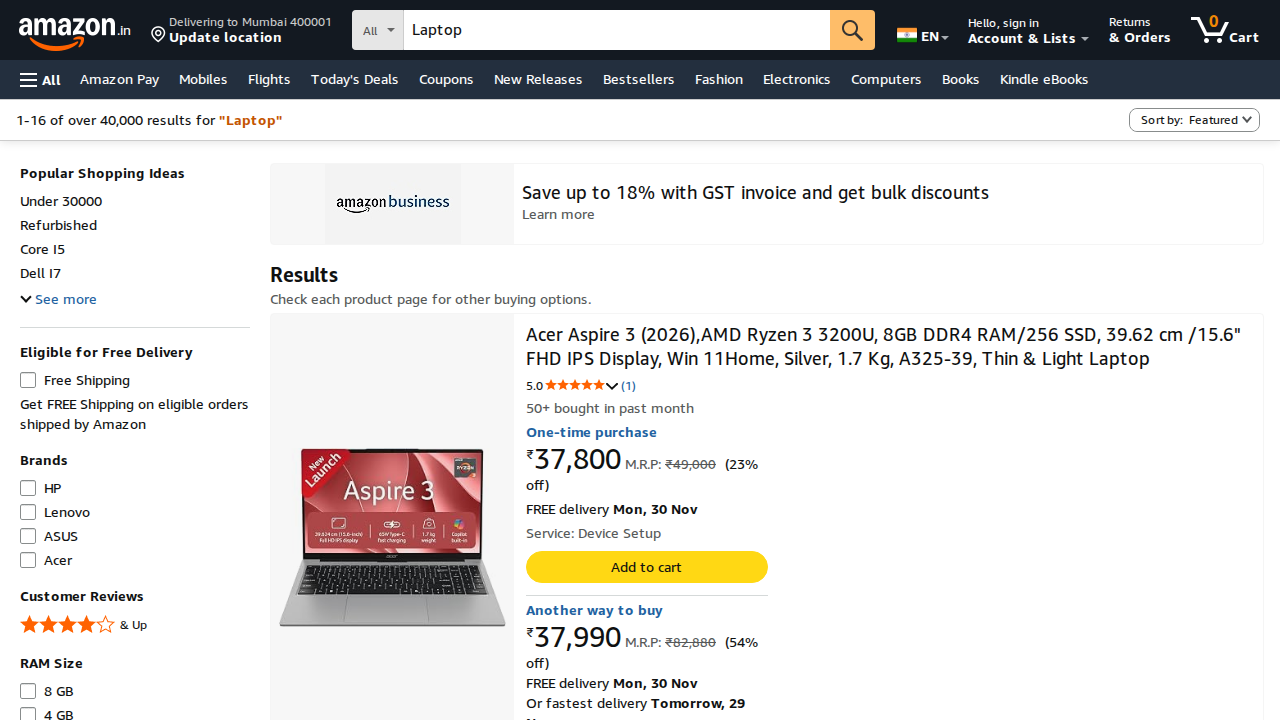 amazon.in
Delivering to Mumbai 400001
Update location
All
Laptop
EN
Hello, sign in
Account & Lists
Returns
& Orders
0
Cart
All Amazon Pay Mobiles Flights Today's Deals Coupons New Releases Bestsellers Fashion Electronics Computers Books Kindle eBooks
1-16 of over 40,000 results for "Laptop"
Sort by: Featured
Popular Shopping Ideas
Under 30000
Refurbished
Core I5
Dell I7
See more
Eligible for Free Delivery
Free Shipping
Get FREE Shipping on eligible orders
shipped by Amazon
Brands
HP
Lenovo
ASUS
Acer
Customer Reviews
& Up
RAM Size
8 GB
4 GB
amazon business
Save up to 18% with GST invoice and get bulk discounts
Learn more
Results
Check each product page for other buying options.
New
Launch
RYZEN
Aspire 3
Acer Aspire 3 (2026),AMD Ryzen 3 3200U, 8GB DDR4 RAM/256 SSD, 39.62 cm /15.6"
FHD IPS Display, Win 11Home, Silver, 1.7 Kg, A325-39, Thin & Light Laptop
5.0 (1)
50+ bought in past month
One-time purchase
₹37,800 M.R.P: ₹49,000 (23%
off)
FREE delivery Mon, 30 Nov
Service: Device Setup
Add to cart
Another way to buy
₹37,990 M.R.P: ₹82,880 (54%
off)
FREE delivery Mon, 30 Nov
Or fastest delivery Tomorrow, 29